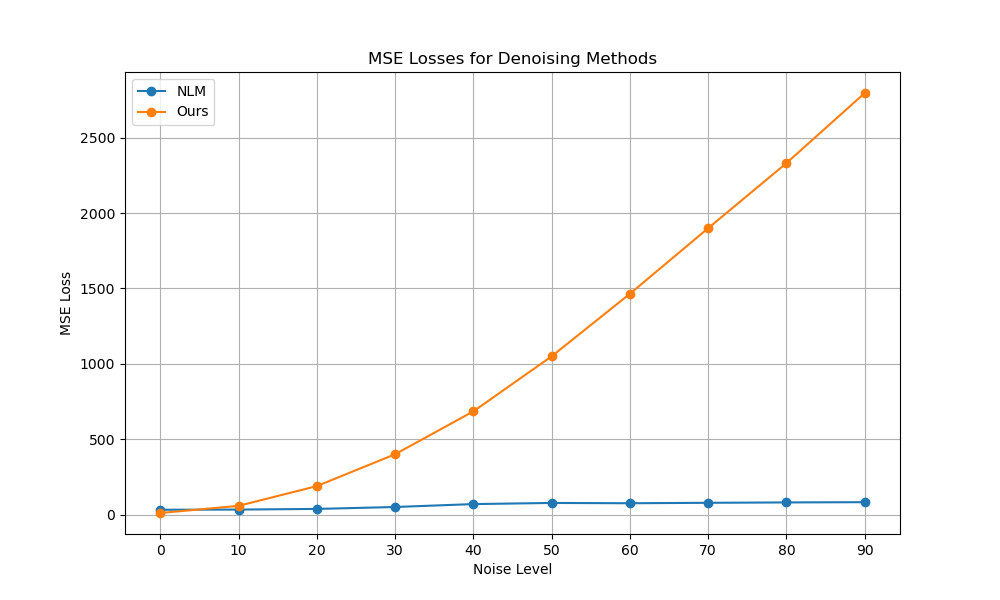 MSE Losses for Denoising Methods
NLM
Ours
2500
2000
1500
1000
500
0
MSE Loss
0 10 20 30 40 50 60 70 80 90
Noise Level